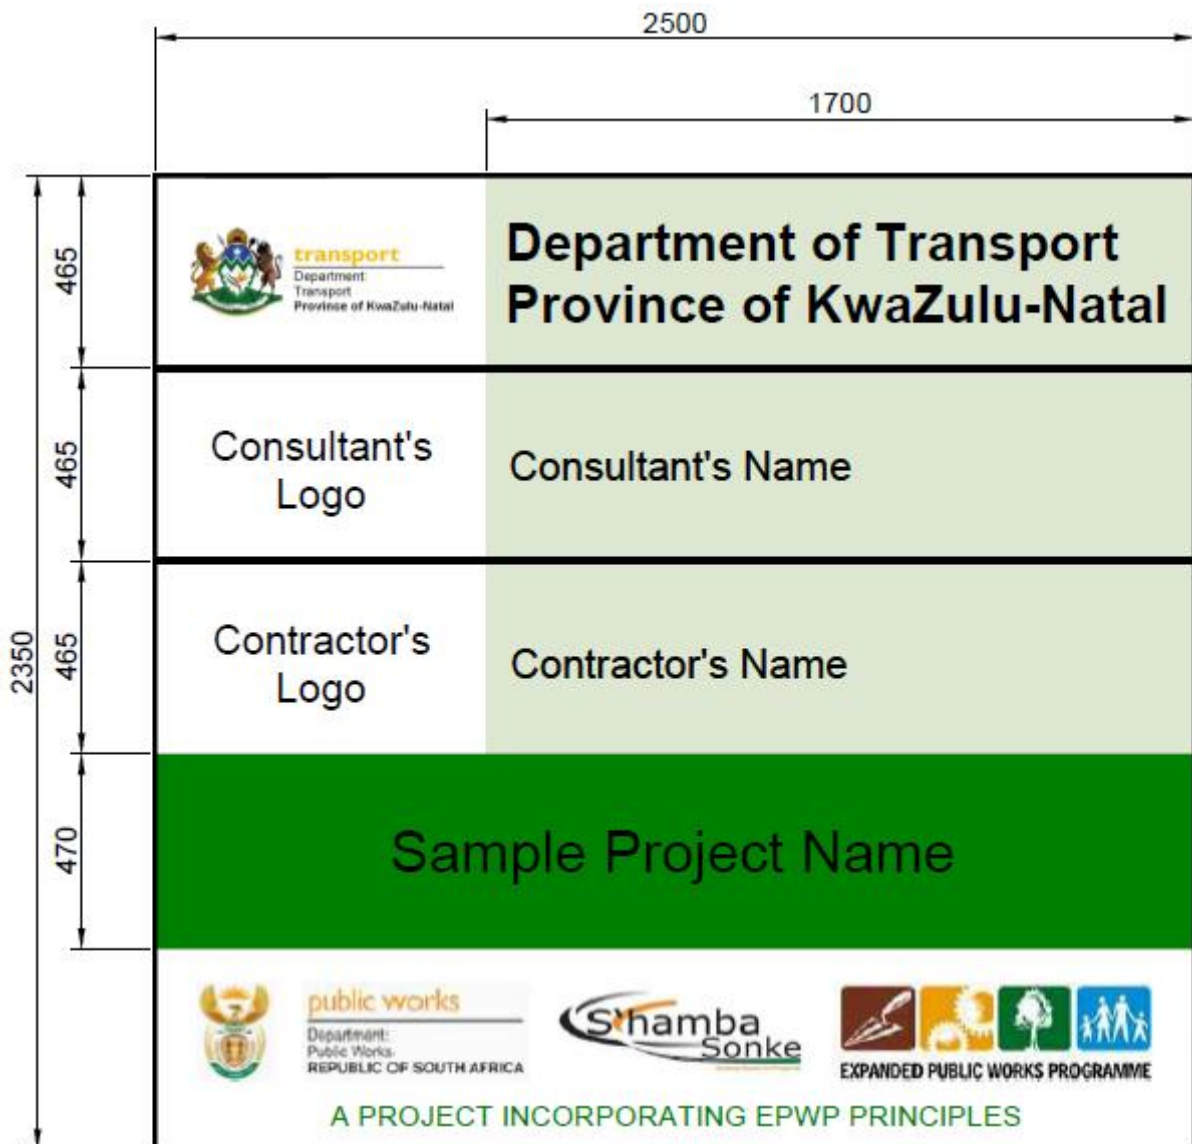 2500
1700
465
transport
Department
Transport
Province of KwaZulu-Natal
Department of Transport
Province of KwaZulu-Natal
465
Consultant's
Logo
Consultant's Name
2350
465
Contractor's
Logo
Contractor's Name
470
Sample Project Name
public works
Department:
Public Works
REPUBLIC OF SOUTH AFRICA
S'hamba
Sonke
EXPANDED PUBLIC WORKS PROGRAMME
A PROJECT INCORPORATING EPWP PRINCIPLES